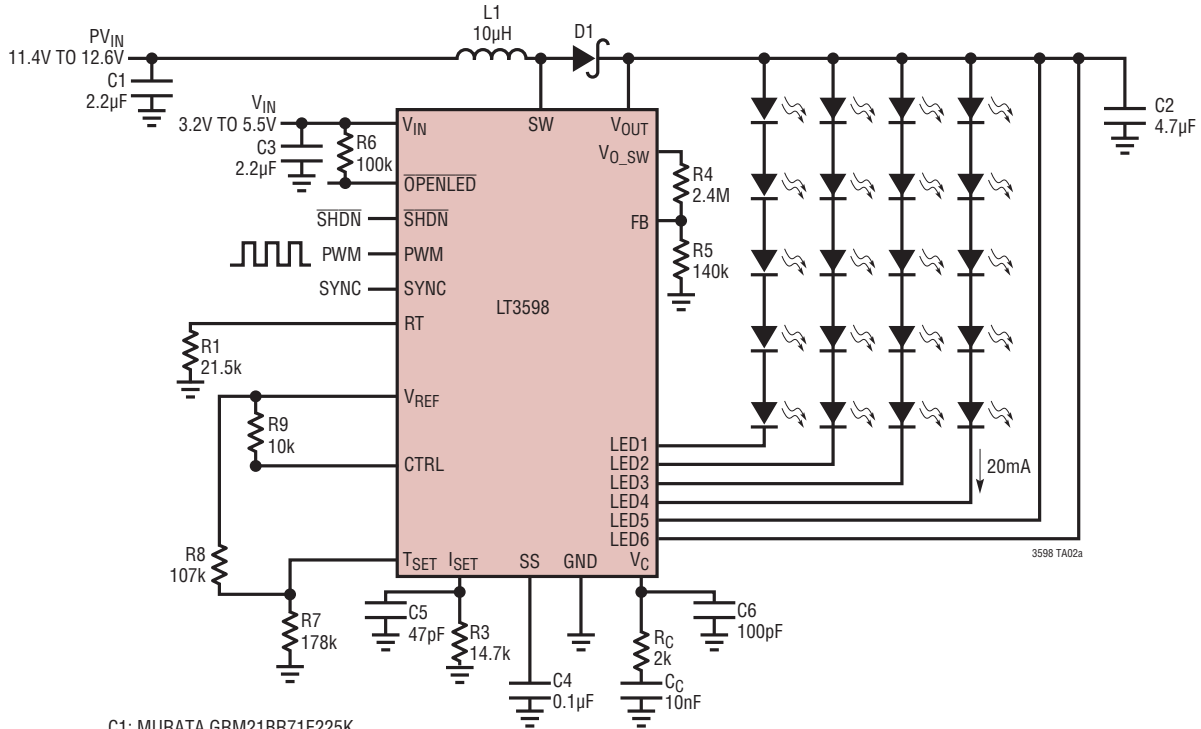 L1
10µH
D1
PVIN
11.4V TO 12.6V
C1
2.2µF
VIN
3.2V TO 5.5V
C3
2.2µF
R6
100k
VIN
SW
VOUT
VO_SW
OPENLED
SHDN
SHDN
PWM
PWM
SYNC
SYNC
RT
LT3598
FB
R4
2.4M
R5
140k
C2
4.7µF
R1
21.5k
VREF
R9
10k
CTRL
LED1
LED2
LED3
LED4
LED5
LED6
20mA
3598 TA02a
R8
107k
TSET
ISET
SS
GND
VC
R7
178k
C5
47pF
R3
14.7k
C4
0.1µF
RC
2k
CC
10nF
C6
100pF
C1: MURATA GRM21BR71E225K